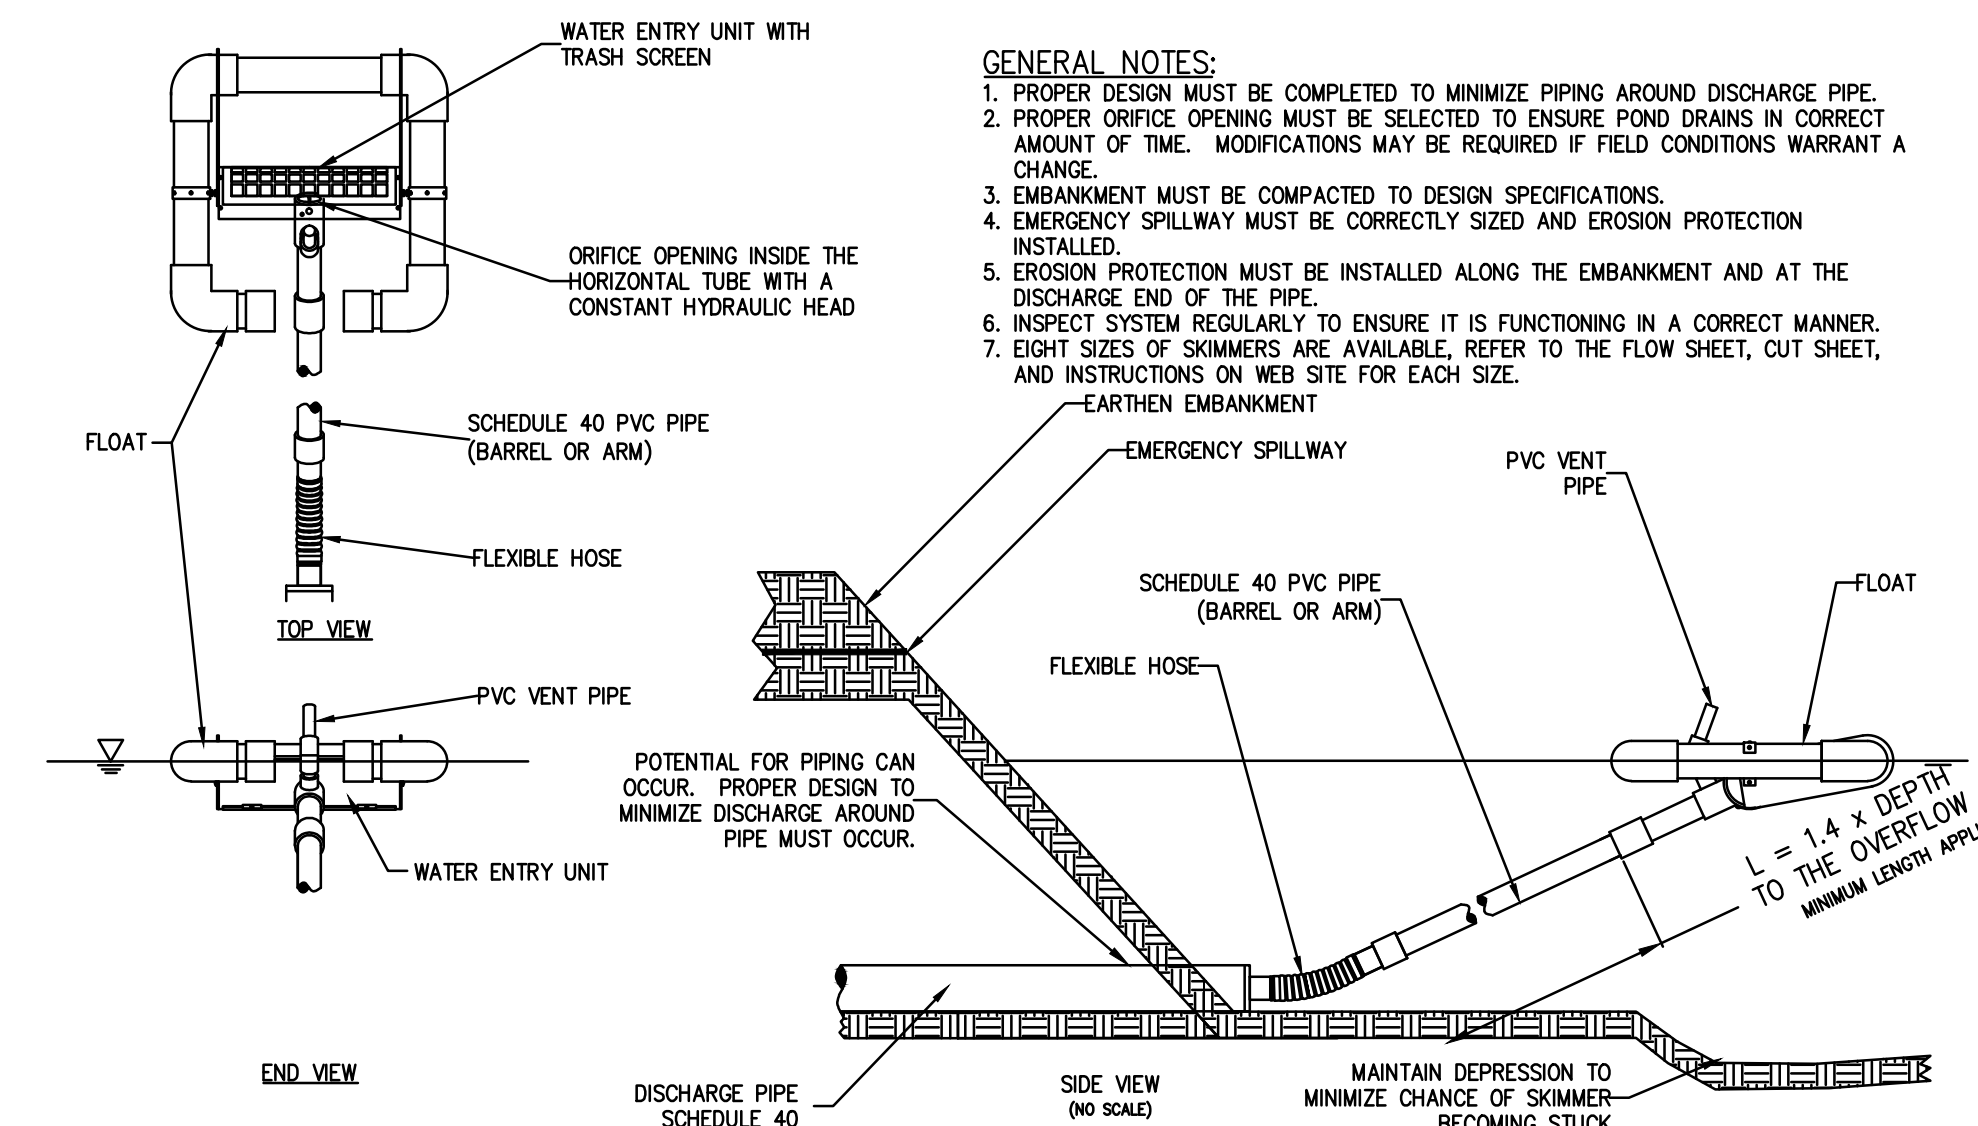 WATER ENTRY UNIT WITH
TRASH SCREEN
ORIFICE OPENING INSIDE THE
HORIZONTAL TUBE WITH A
CONSTANT HYDRAULIC HEAD
SCHEDULE 40 PVC PIPE
(BARREL OR ARM)
FLOAT
FLEXIBLE HOSE
TOP VIEW
PVC VENT PIPE
WATER ENTRY UNIT
END VIEW
GENERAL NOTES:
1. PROPER DESIGN MUST BE COMPLETED TO MINIMIZE PIPING AROUND DISCHARGE PIPE.
2. PROPER ORIFICE OPENING MUST BE SELECTED TO ENSURE POND DRAINS IN CORRECT
AMOUNT OF TIME. MODIFICATIONS MAY BE REQUIRED IF FIELD CONDITIONS WARRANT A
CHANGE.
3. EMBANKMENT MUST BE COMPACTED TO DESIGN SPECIFICATIONS.
4. EMERGENCY SPILLWAY MUST BE CORRECTLY SIZED AND EROSION PROTECTION
INSTALLED.
5. EROSION PROTECTION MUST BE INSTALLED ALONG THE EMBANKMENT AND AT THE
DISCHARGE END OF THE PIPE.
6. INSPECT SYSTEM REGULARLY TO ENSURE IT IS FUNCTIONING IN A CORRECT MANNER.
7. EIGHT SIZES OF SKIMMERS ARE AVAILABLE, REFER TO THE FLOW SHEET, CUT SHEET,
AND INSTRUCTIONS ON WEB SITE FOR EACH SIZE.
EARTHEN EMBANKMENT
EMERGENCY SPILLWAY
PVC VENT
PIPE
SCHEDULE 40 PVC PIPE
(BARREL OR ARM)
FLOAT
FLEXIBLE HOSE
POTENTIAL FOR PIPING CAN
OCCUR. PROPER DESIGN TO
MINIMIZE DISCHARGE AROUND
PIPE MUST OCCUR.
L = 1.4 x DEPTH
TO THE OVERFLOW
MINIMUM LENGTH APPL
DISCHARGE PIPE
SCHEDULE 40
SIDE VIEW
(NO SCALE)
MAINTAIN DEPRESSION TO
MINIMIZE CHANCE OF SKIMMER
BECOMING STUCK